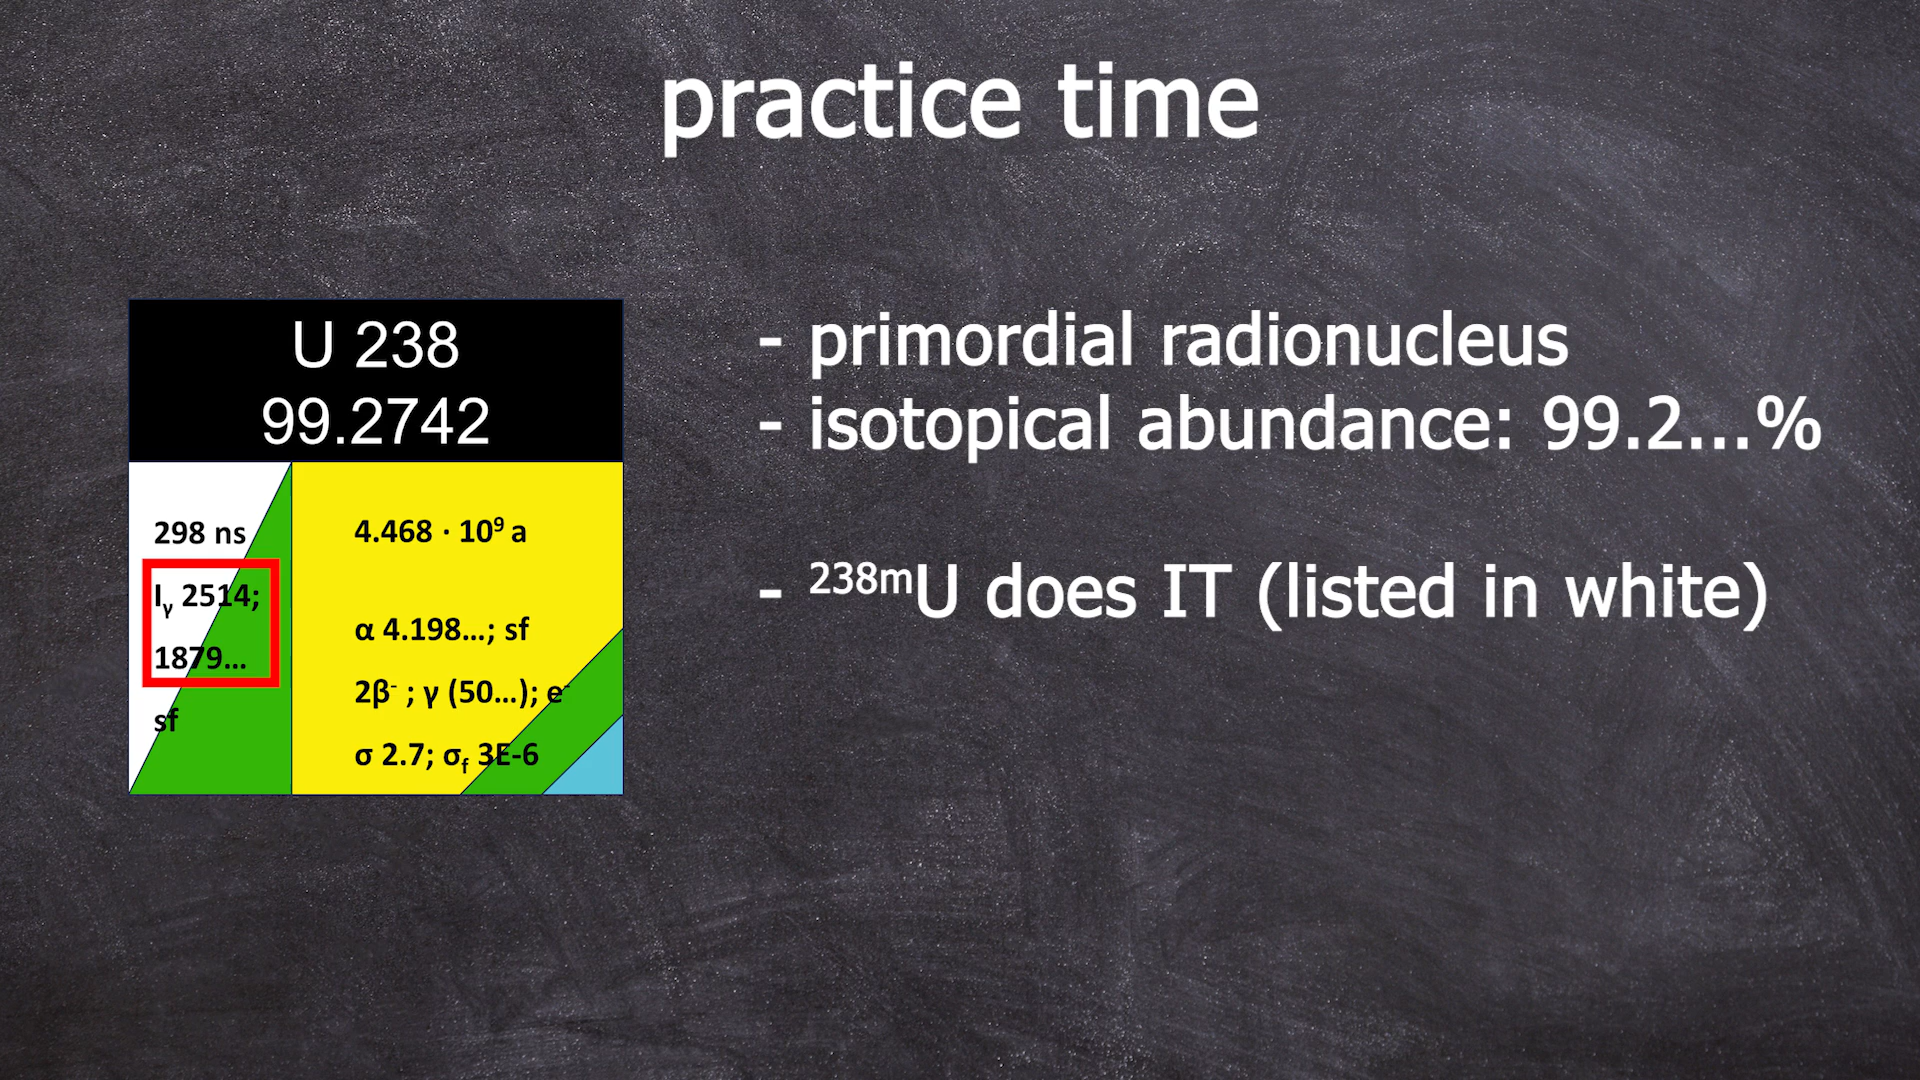 practice time
U 238
99.2742
298 ns
Iγ 2514;
1879...
sf
4.468 · 10⁹ a
α 4.198...; sf
2β⁻ ; γ (50...); e⁻
σ 2.7; σf 3E-6
- primordial radionucleus
- isotopical abundance: 99.2...%
- ²³⁸ᵐU does IT (listed in white)